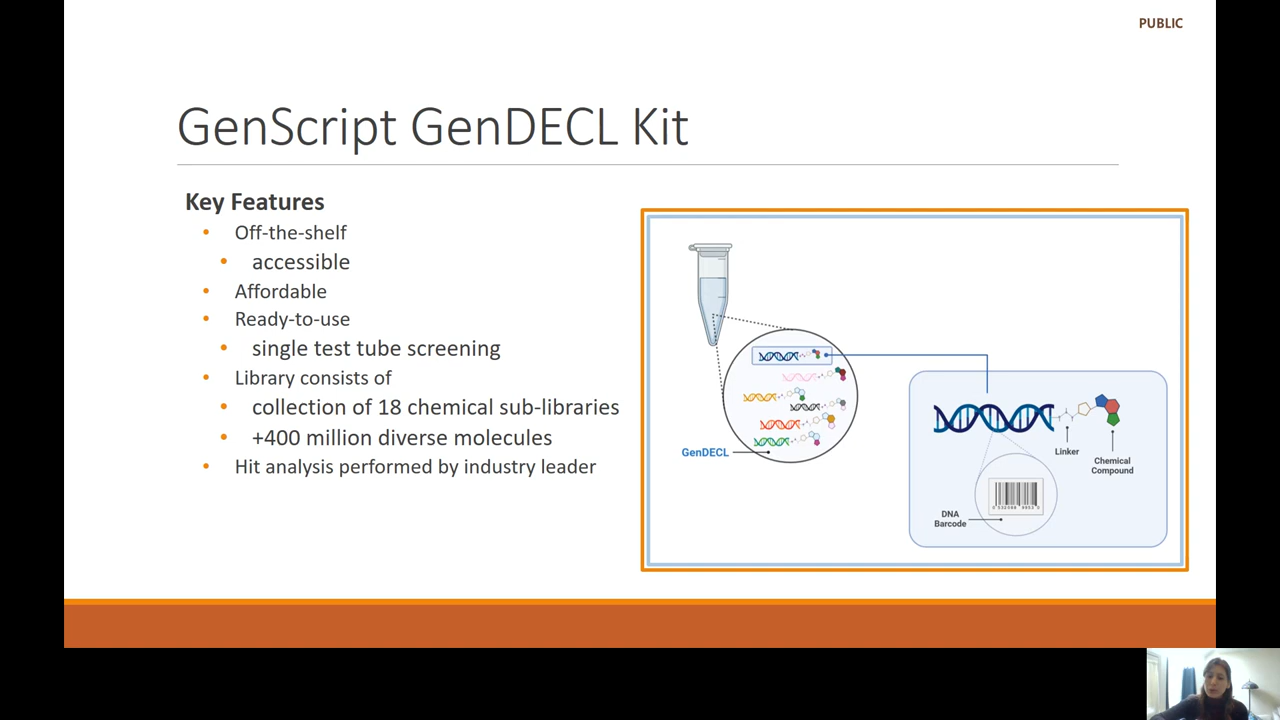 PUBLIC
GenScript GenDECL Kit
Key Features
• Off-the-shelf
• accessible
• Affordable
• Ready-to-use
• single test tube screening
• Library consists of
• collection of 18 chemical sub-libraries
• +400 million diverse molecules
• Hit analysis performed by industry leader
GenDECL
Linker
Chemical
Compound
DNA
Barcode